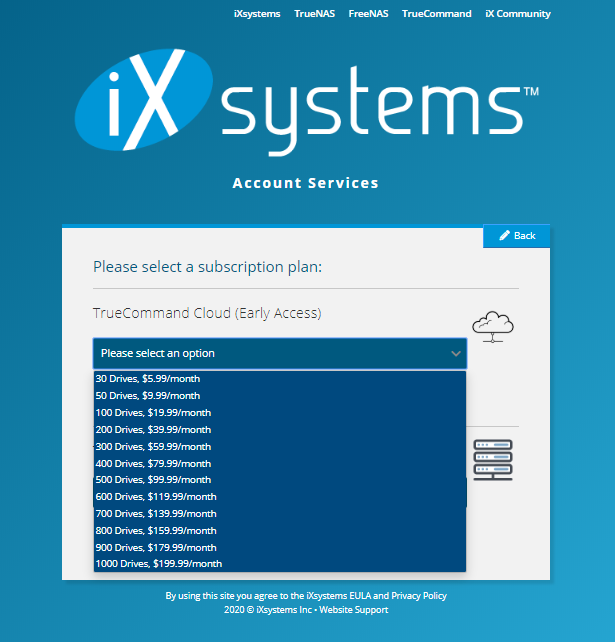 iXsystems TrueNAS FreeNAS TrueCommand iX Community
iX systems™
Account Services
Back
Please select a subscription plan:
TrueCommand Cloud (Early Access)
Please select an option
30 Drives, $5.99/month
50 Drives, $9.99/month
100 Drives, $19.99/month
200 Drives, $39.99/month
300 Drives, $59.99/month
400 Drives, $79.99/month
500 Drives, $99.99/month
600 Drives, $119.99/month
700 Drives, $139.99/month
800 Drives, $159.99/month
900 Drives, $179.99/month
1000 Drives, $199.99/month
By using this site you agree to the iXsystems EULA and Privacy Policy
2020 © iXsystems Inc • Website Support